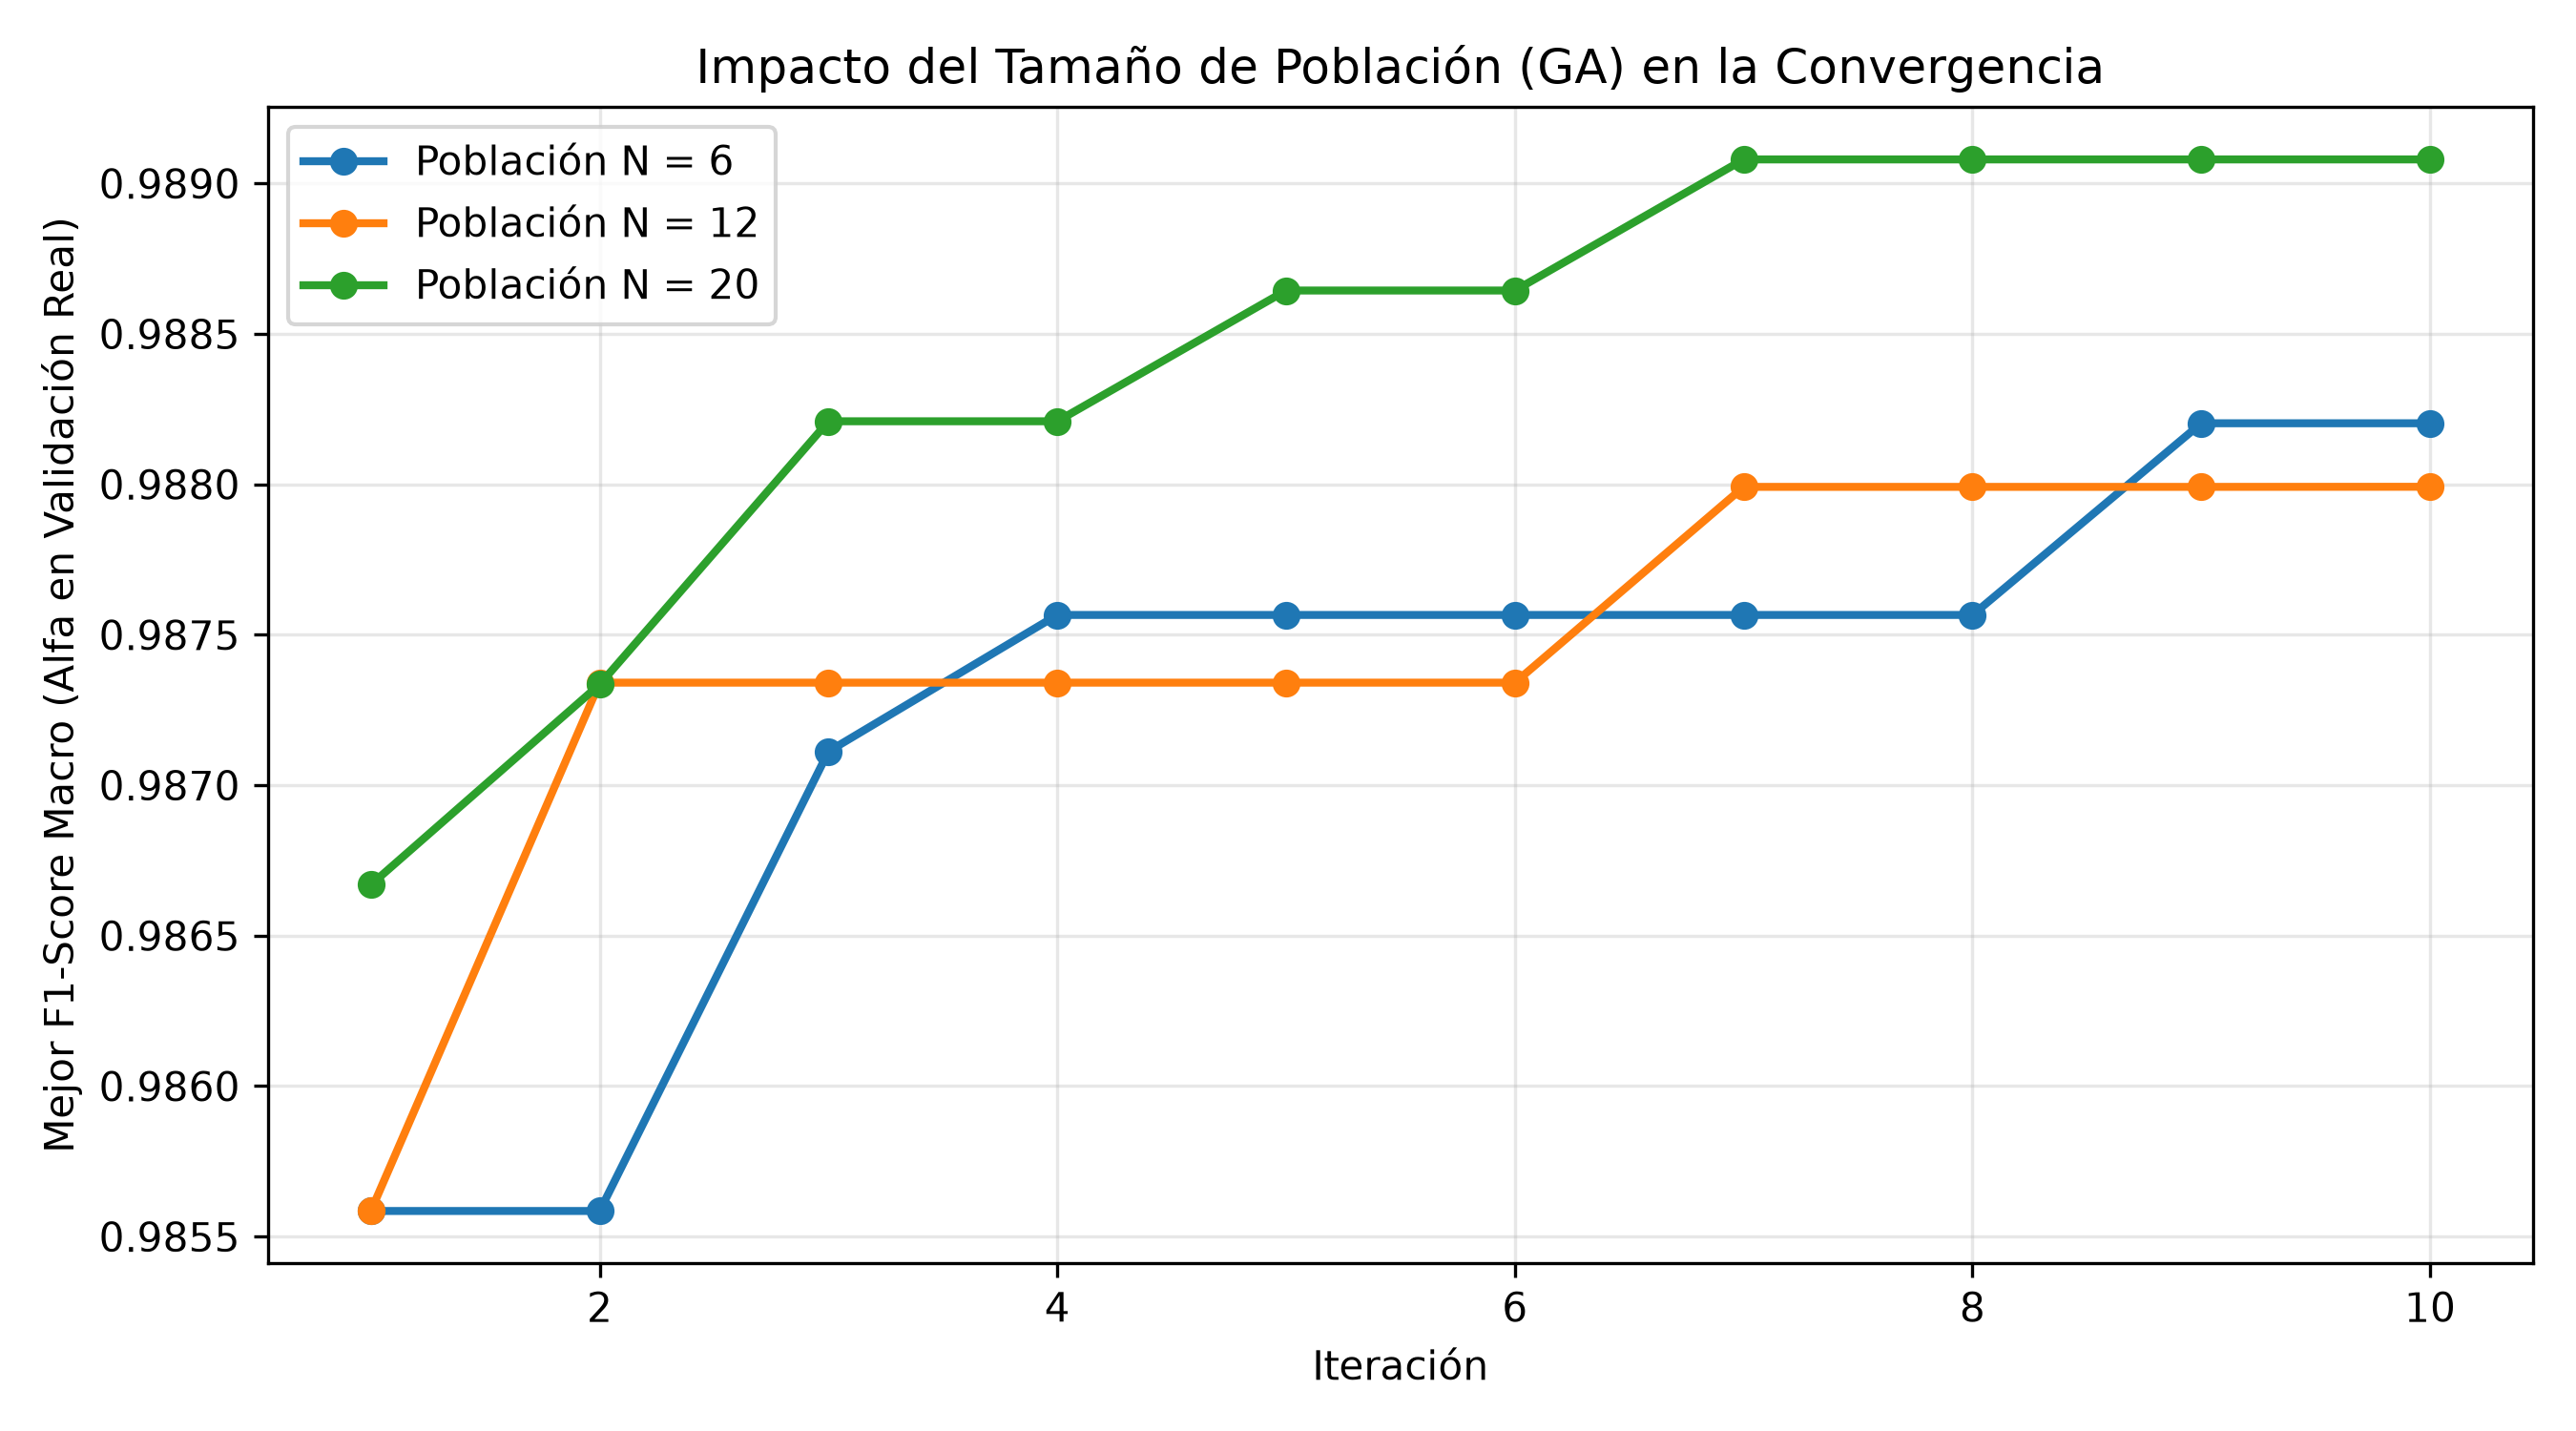 Impacto del Tamaño de Población (GA) en la Convergencia
Población N = 6
Población N = 12
Población N = 20
Mejor F1-Score Macro (Alfa en Validación Real)
0.9890
0.9885
0.9880
0.9875
0.9870
0.9865
0.9860
0.9855
2 4 6 8 10
Iteración